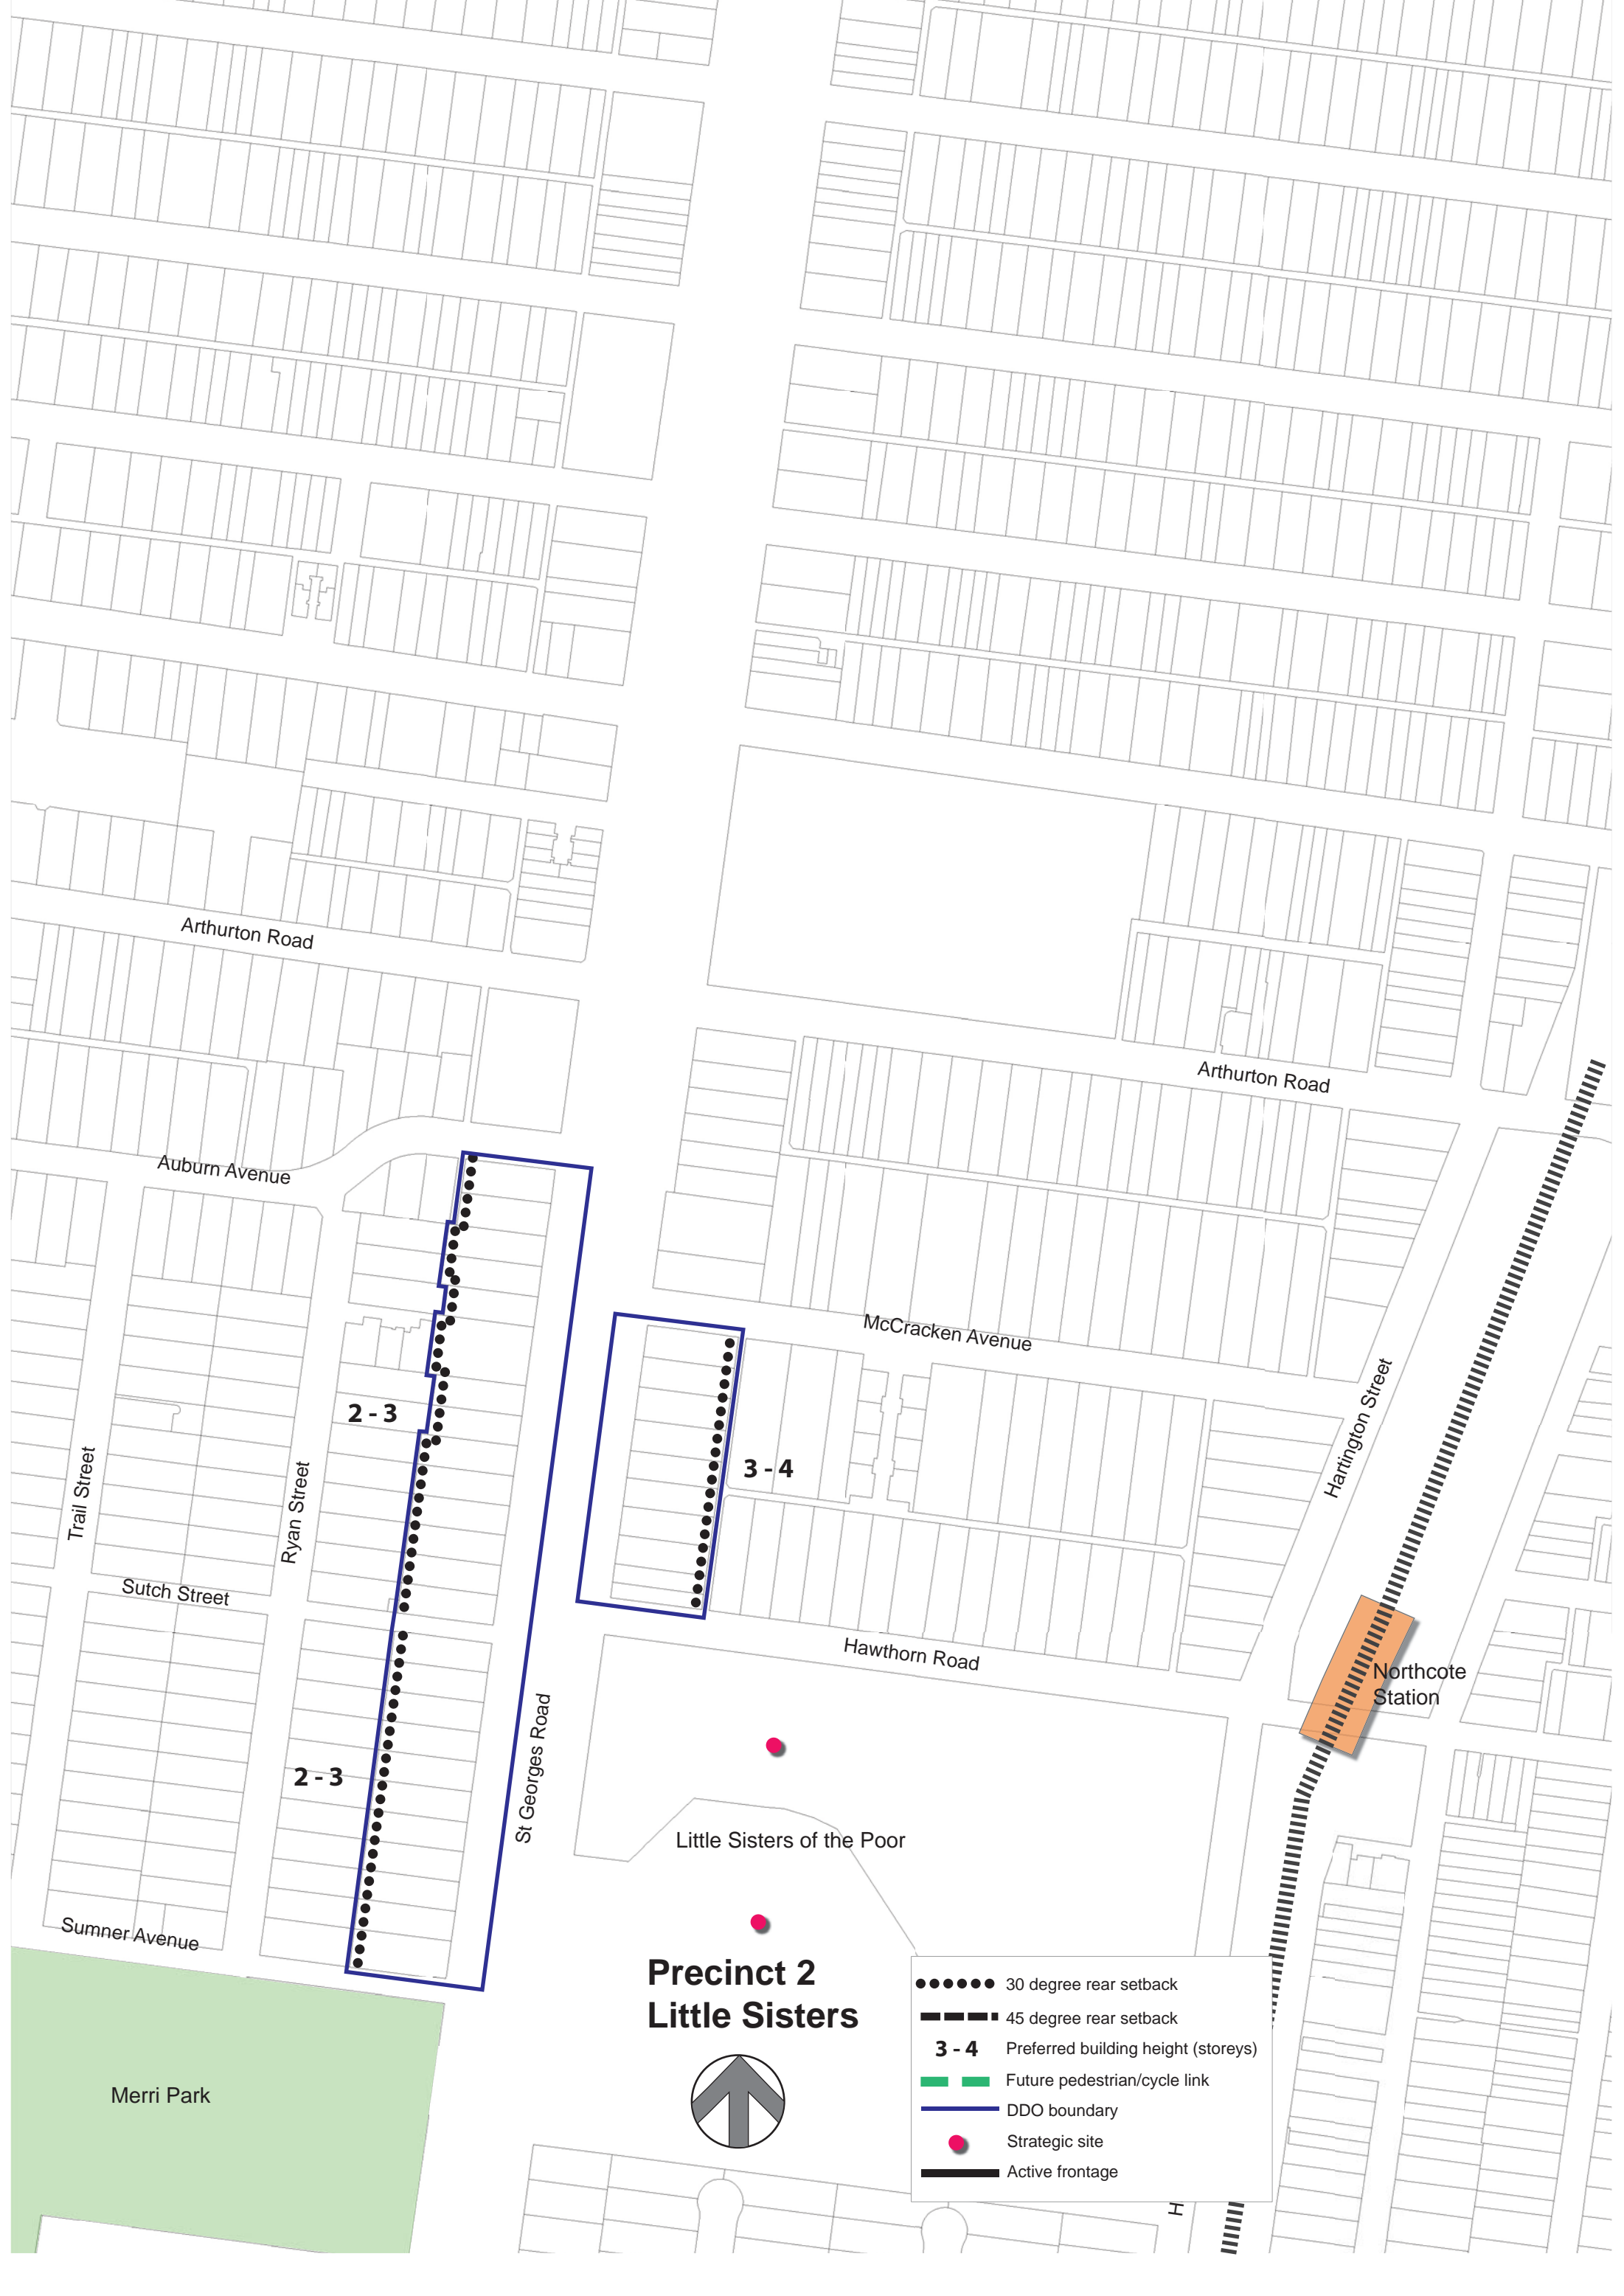 Arthurton Road
Arthurton Road
Auburn Avenue
McCracken Avenue
Hartington Street
2 - 3
3 - 4
Trail Street
Ryan Street
Sutch Street
Hawthorn Road
Northcote
Station
St Georges Road
2 - 3
Little Sisters of the Poor
Sumner Avenue
Precinct 2
Little Sisters
Merri Park
30 degree rear setback
45 degree rear setback
3 - 4 Preferred building height (storeys)
Future pedestrian/cycle link
DDO boundary
Strategic site
Active frontage
H